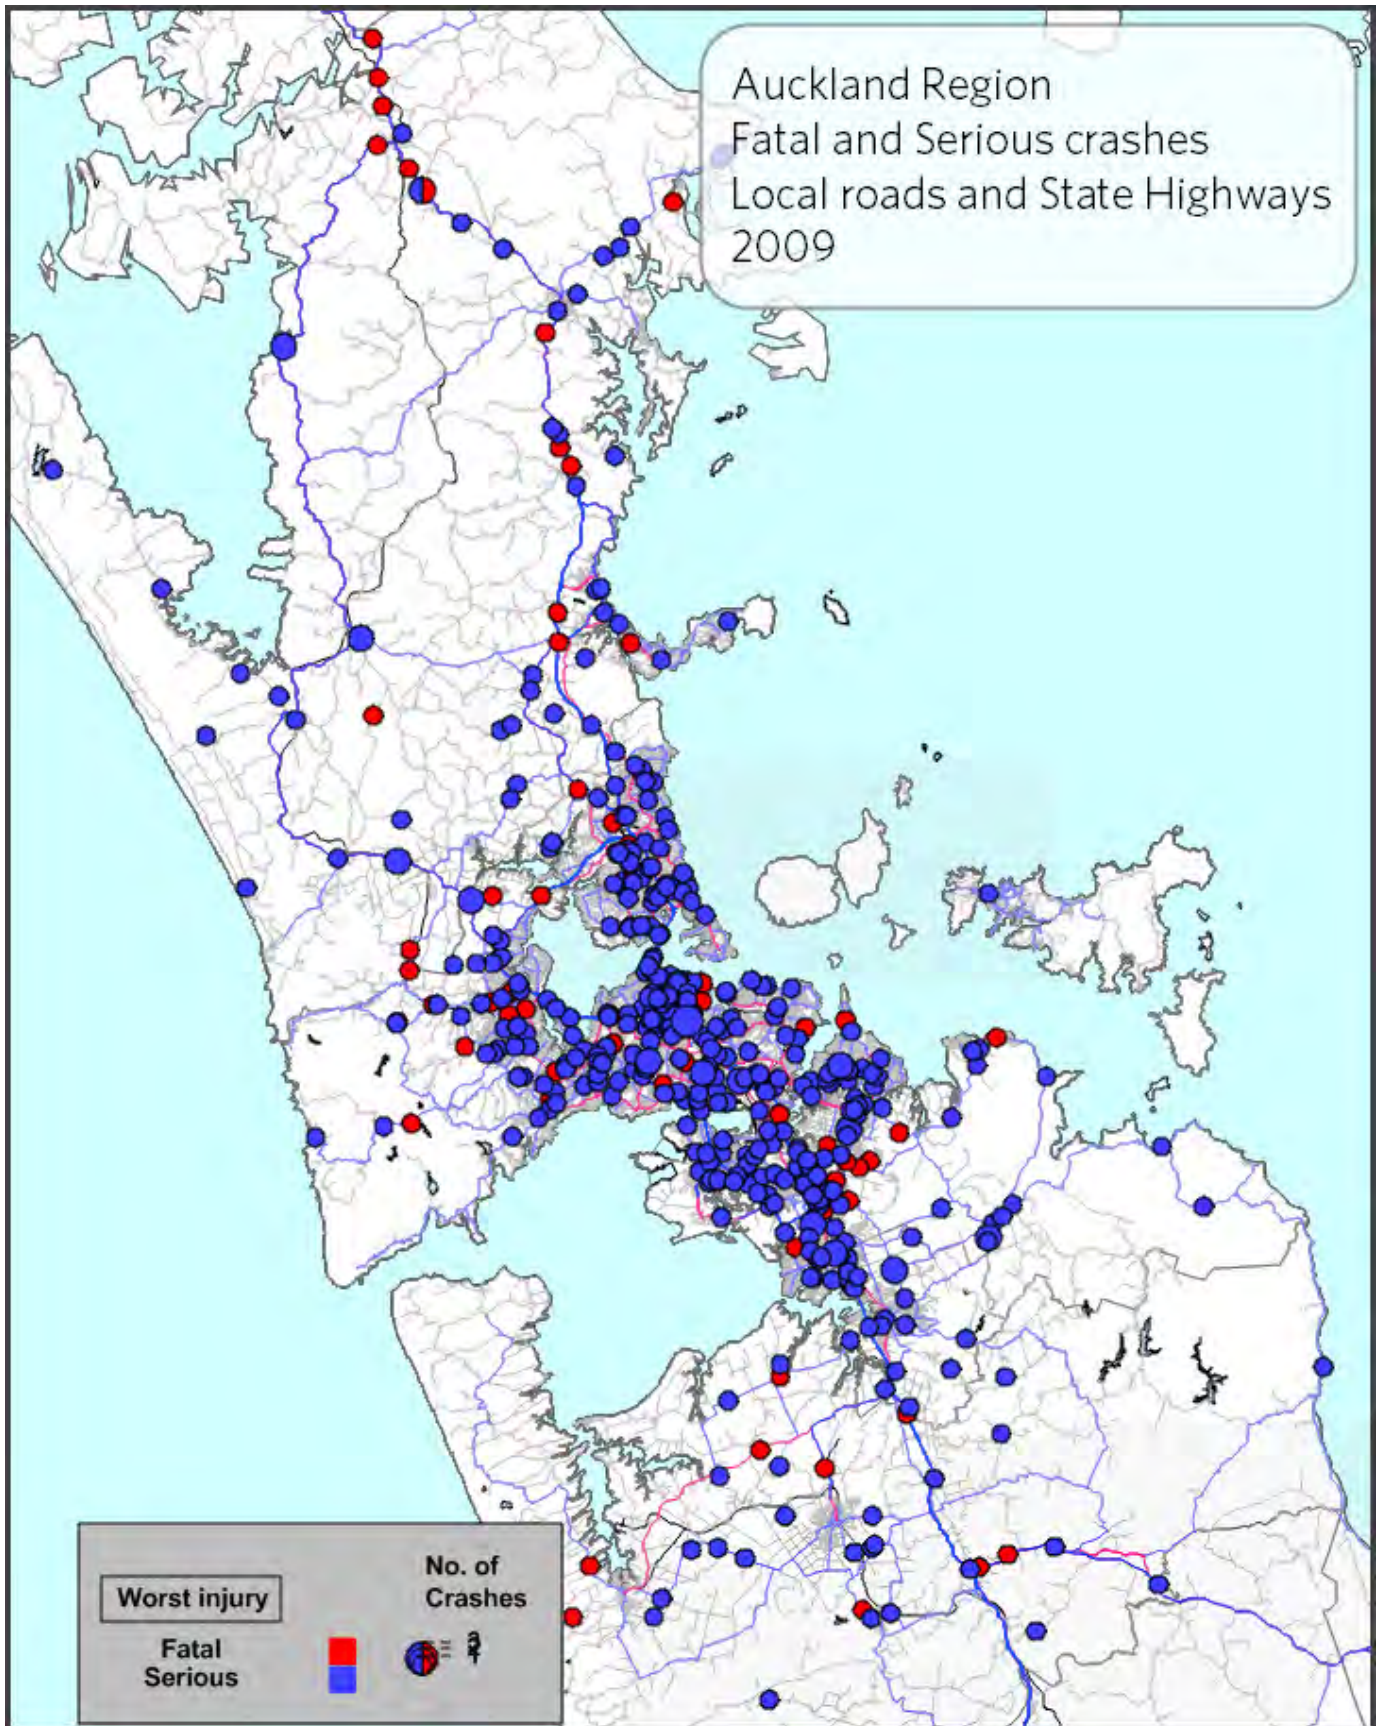 Auckland Region
Fatal and Serious crashes
Local roads and State Highways
2009
No. of
Crashes
Worst injury
Fatal
Serious